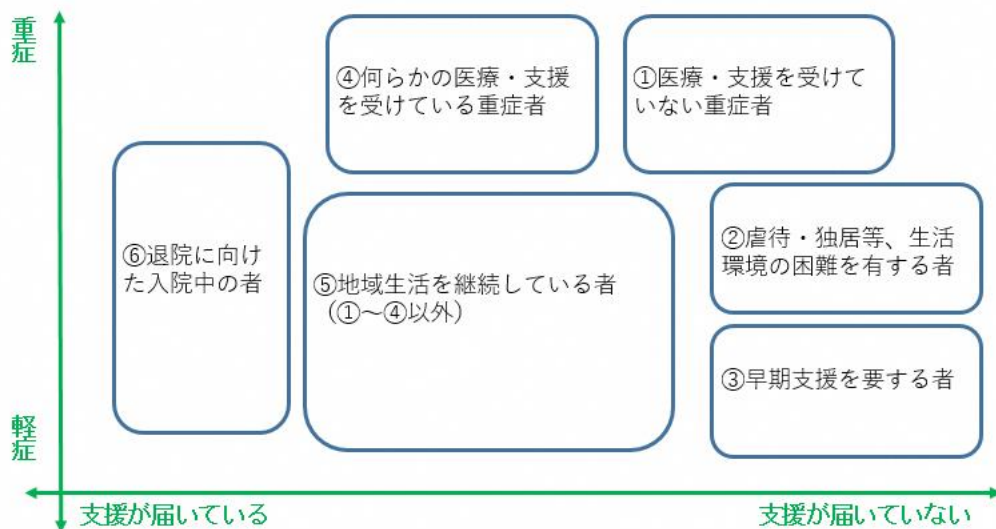 重症
④何らかの医療・支援
を受けている重症者
①医療・支援を受けて
いない重症者
⑥退院に向け
た入院中の者
⑤地域生活を継続している者
（①～④以外）
②虐待・独居等、生活
環境の困難を有する者
③早期支援を要する者
軽症
支援が届いている
支援が届いていない